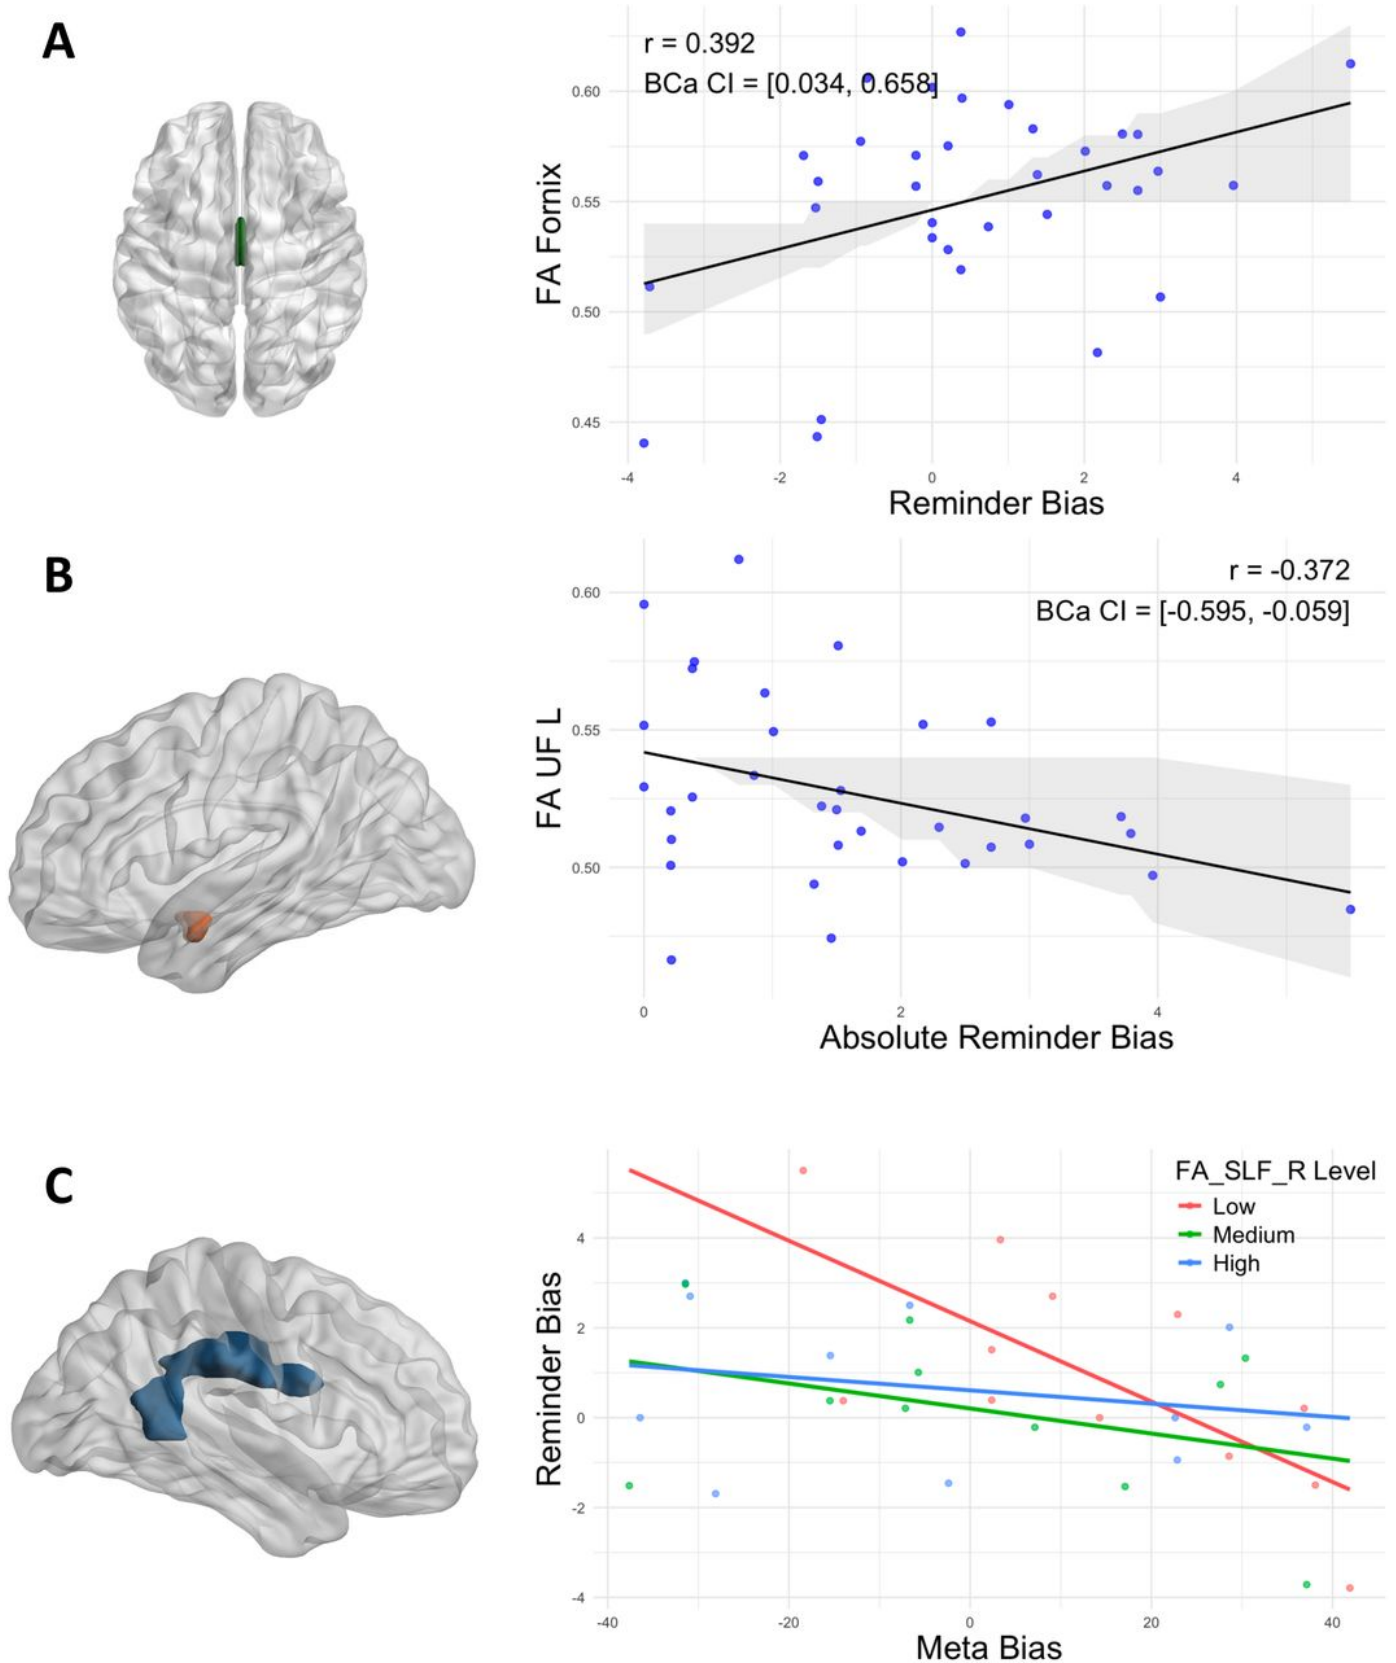 A
r = 0.392
BCa CI = [0.034, 0.658]
FA Fornix
0.60
0.55
0.50
0.45
-4
-2
0
2
4
Reminder Bias
B
r = -0.372
BCa CI = [-0.595, -0.059]
FA UF L
0.60
0.55
0.50
0
2
4
Absolute Reminder Bias
C
FA_SLF_R Level
Low
Medium
High
Reminder Bias
4
2
0
-2
-4
-40
-20
0
20
40
Meta Bias